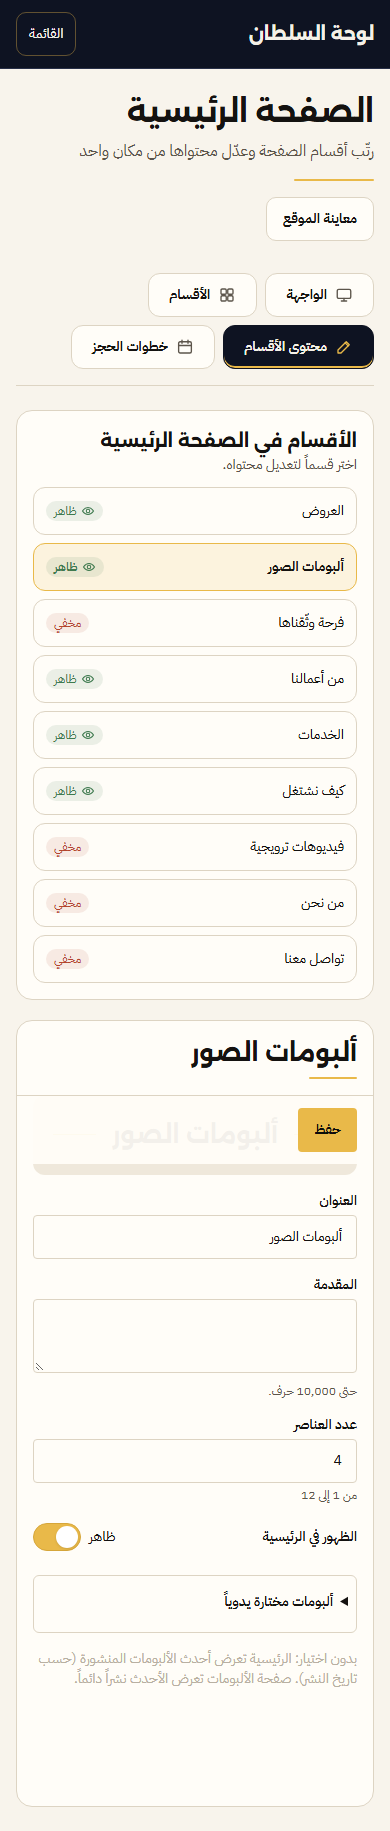 لوحة السلطان
القائمة
الصفحة الرئيسية
رتّب أقسام الصفحة وعدّل محتواها من مكان واحد
معاينة الموقع
الواجهة
الأقسام
محتوى الأقسام
خطوات الحجز
الأقسام في الصفحة الرئيسية
اختر قسماً لتعديل محتواه.
العروض
ظاهر
ألبومات الصور
ظاهر
فرحة وثّقناها
مخفي
من أعمالنا
ظاهر
الخدمات
ظاهر
كيف نشتغل
ظاهر
فيديوهات ترويجية
مخفي
من نحن
مخفي
تواصل معنا
مخفي
ألبومات الصور
حفظ
ألبومات الصور
العنوان
ألبومات الصور
المقدمة
حتى 10,000 حرف.
عدد العناصر
4
من 1 إلى 12
الظهور في الرئيسية
ظاهر
ألبومات مختارة يدوياً
بدون اختيار: الرئيسية تعرض أحدث الألبومات المنشورة (حسب
تاريخ النشر). صفحة الألبومات تعرض الأحدث نشراً دائماً.